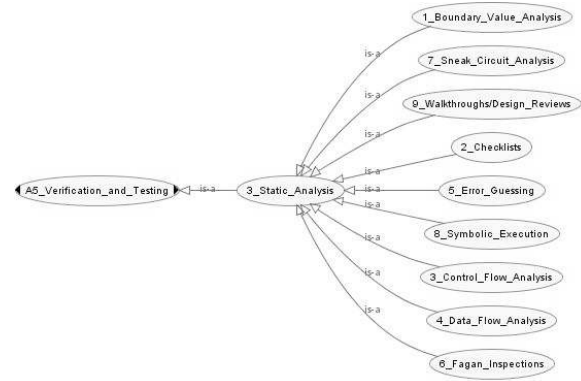 1_Boundary_Value_Analysis
is-a
7_Sneak_Circuit_Analysis
is-a
9_Walkthroughs/Design_Reviews
is-a
2_Checklists
is-a
A5_Verification_and_Testing
is-a
3_Static_Analysis
is-a
5_Error_Guessing
is-a
8_Symbolic_Execution
is-a
3_Control_Flow_Analysis
is-a
4_Data_Flow_Analysis
is-a
6_Fagan_Inspections